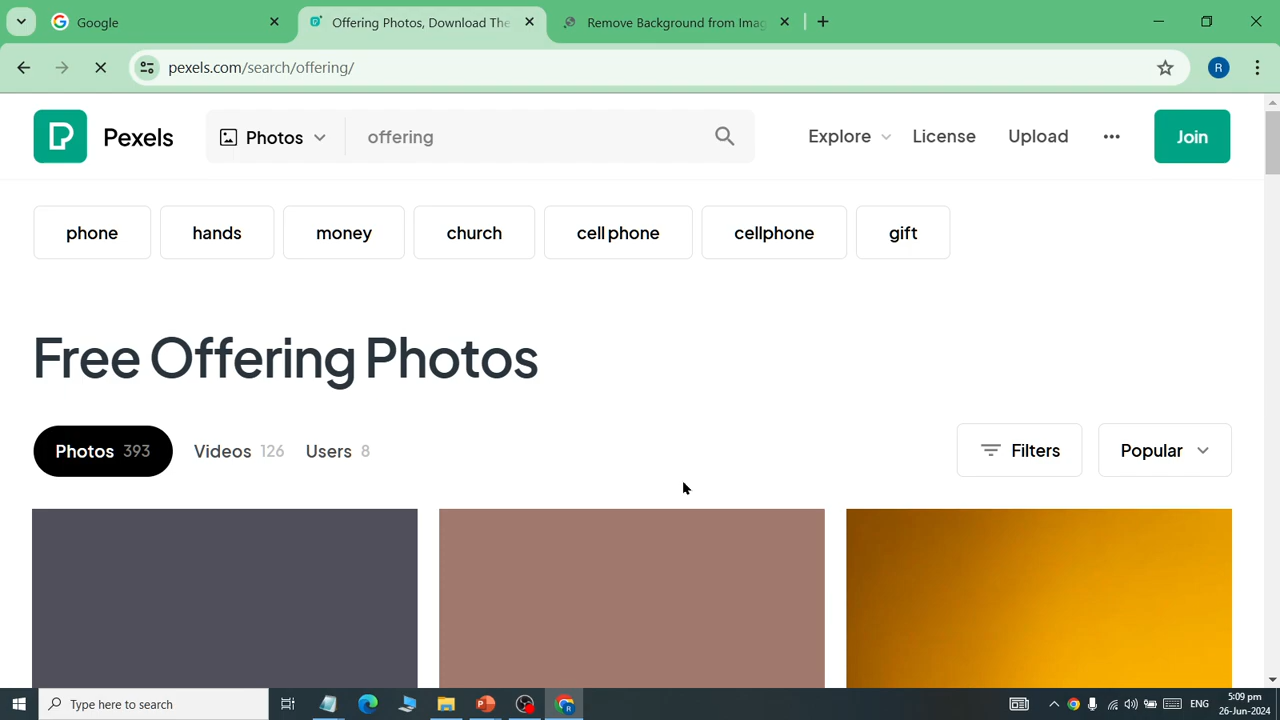 Google
Offering Photos, Download The
Remove Background from Imag
pexels.com/search/offering/
R
Pexels
Photos
offering
Explore
License
Upload
Join
phone
hands
money
church
cell phone
cellphone
gift
Free Offering Photos
Photos 393
Videos 126
Users 8
Filters
Popular
Type here to search
ENG
5:09 pm
26-Jun-2024